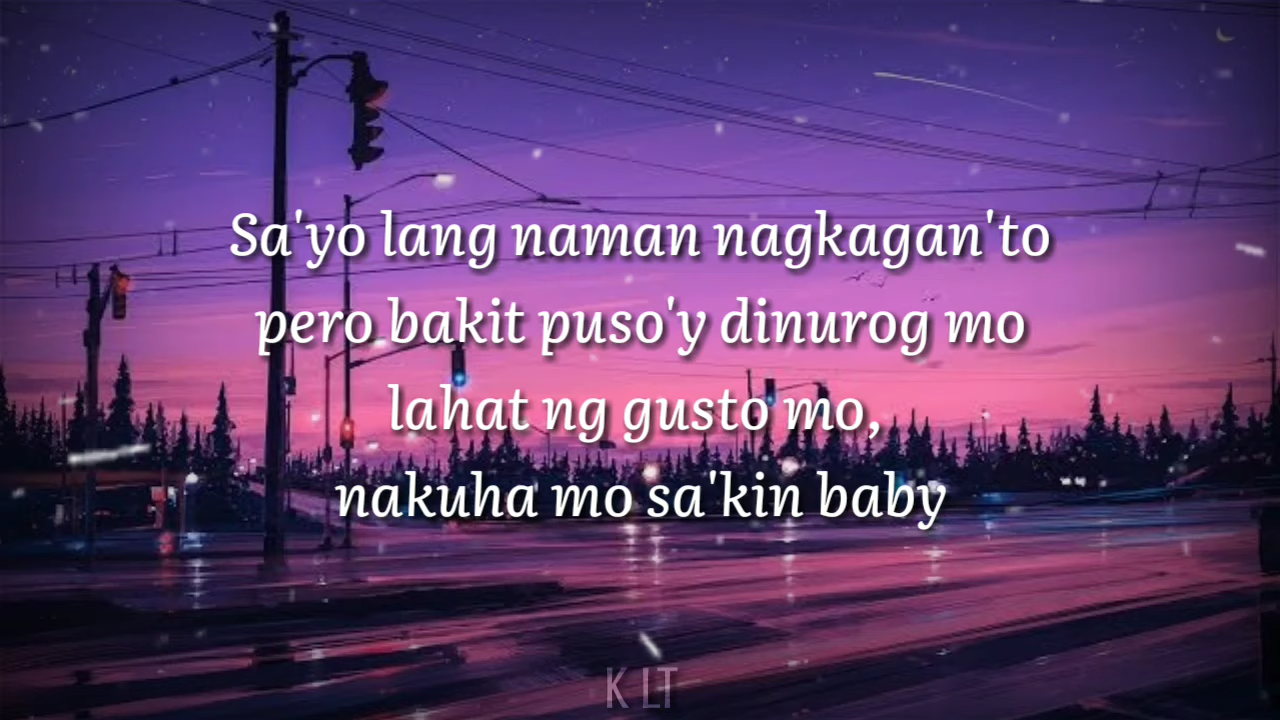 Sa'yo lang naman nagkagan'to
pero bakit puso'y dinurog mo
lahat ng gusto mo,
nakuha mo sa'kin baby
K LT